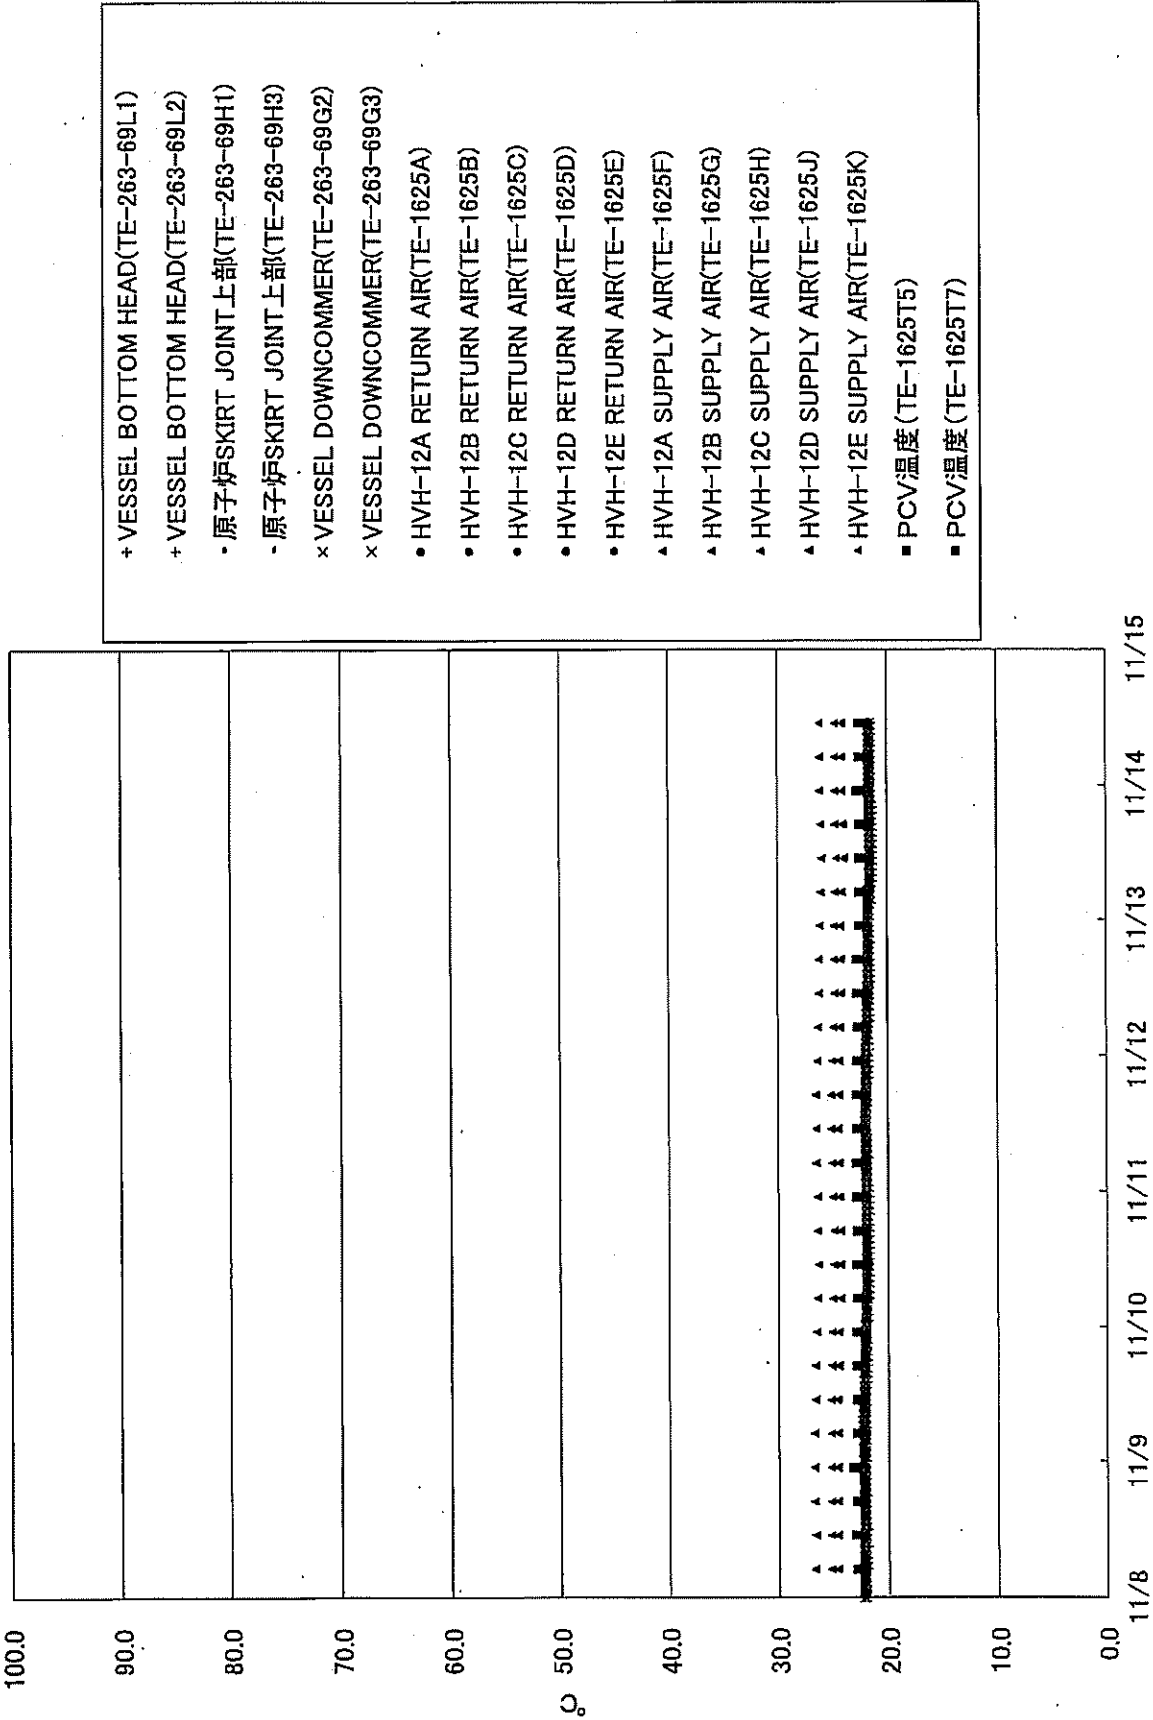 100.0
90.0
80.0
70.0
60.0
50.0
40.0
30.0
20.0
10.0
0.0
℃
11/8
11/9
11/10
11/11
11/12
11/13
11/14
11/15
+ VESSEL BOTTOM HEAD(TE-263-69L1)
+ VESSEL BOTTOM HEAD(TE-263-69L2)
- 原子炉SKIRT JOINT上部(TE-263-69H1)
- 原子炉SKIRT JOINT上部(TE-263-69H3)
× VESSEL DOWNCOMMER(TE-263-69G2)
× VESSEL DOWNCOMMER(TE-263-69G3)
● HVH-12A RETURN AIR(TE-1625A)
● HVH-12B RETURN AIR(TE-1625B)
● HVH-12C RETURN AIR(TE-1625C)
● HVH-12D RETURN AIR(TE-1625D)
● HVH-12E RETURN AIR(TE-1625E)
▲ HVH-12A SUPPLY AIR(TE-1625F)
▲ HVH-12B SUPPLY AIR(TE-1625G)
▲ HVH-12C SUPPLY AIR(TE-1625H)
▲ HVH-12D SUPPLY AIR(TE-1625J)
▲ HVH-12E SUPPLY AIR(TE-1625K)
■ PCV温度(TE-1625T5)
■ PCV温度(TE-1625T7)